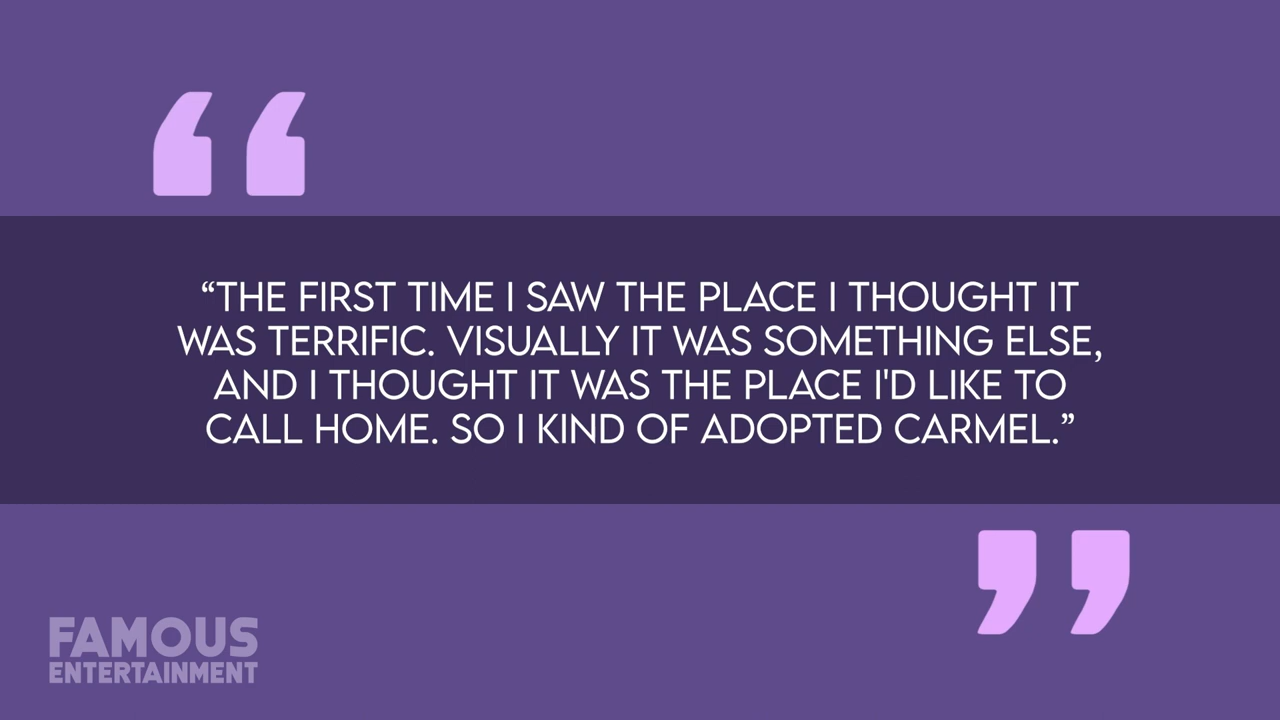 “THE FIRST TIME I SAW THE PLACE I THOUGHT IT
WAS TERRIFIC. VISUALLY IT WAS SOMETHING ELSE,
AND I THOUGHT IT WAS THE PLACE I'D LIKE TO
CALL HOME. SO I KIND OF ADOPTED CARMEL.”
FAMOUS
ENTERTAINMENT